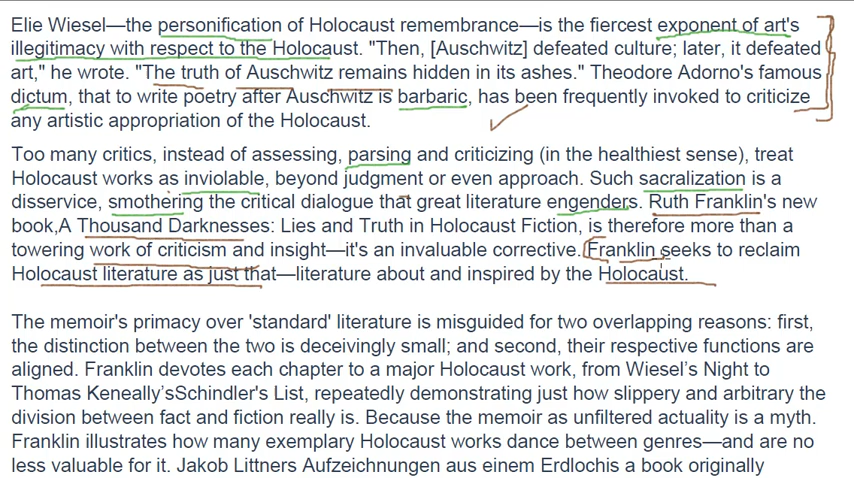 Elie Wiesel—the personification of Holocaust remembrance—is the fiercest exponent of art's
illegitimacy with respect to the Holocaust. "Then, [Auschwitz] defeated culture; later, it defeated
art," he wrote. "The truth of Auschwitz remains hidden in its ashes." Theodore Adorno's famous
dictum, that to write poetry after Auschwitz is barbaric, has been frequently invoked to criticize
any artistic appropriation of the Holocaust.
Too many critics, instead of assessing, parsing and criticizing (in the healthiest sense), treat
Holocaust works as inviolable, beyond judgment or even approach. Such sacralization is a
disservice, smothering the critical dialogue that great literature engenders. Ruth Franklin's new
book,A Thousand Darknesses: Lies and Truth in Holocaust Fiction, is therefore more than a
towering work of criticism and insight—it's an invaluable corrective. Franklin seeks to reclaim
Holocaust literature as just that—literature about and inspired by the Holocaust.
The memoir's primacy over 'standard' literature is misguided for two overlapping reasons: first,
the distinction between the two is deceivingly small; and second, their respective functions are
aligned. Franklin devotes each chapter to a major Holocaust work, from Wiesel's Night to
Thomas Keneally'sSchindler's List, repeatedly demonstrating just how slippery and arbitrary the
division between fact and fiction really is. Because the memoir as unfiltered actuality is a myth.
Franklin illustrates how many exemplary Holocaust works dance between genres—and are no
less valuable for it. Jakob Littners Aufzeichnungen aus einem Erdlochis a book originally